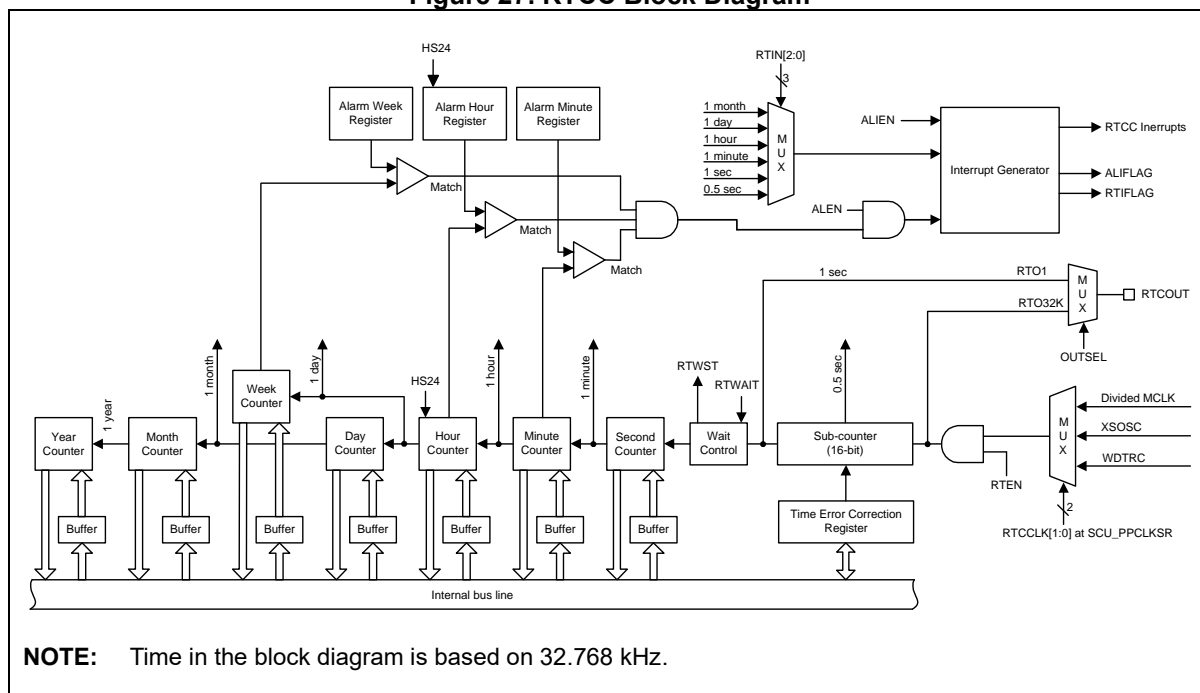 Figure 27. RTCC Block Diagram
HS24
RTIN[2:0]
3
Alarm Week
Register
Alarm Hour
Register
Alarm Minute
Register
1 month
1 day
1 hour
1 minute
1 sec
0.5 sec
MUX
ALIEN
Interrupt Generator
RTCC Inerrupts
ALIFLAG
RTIFLAG
Match
Match
Match
ALEN
1 sec
RTO1
RTO32K
MUX
RTCOUT
OUTSEL
1 year
1 month
1 day
HS24
1 hour
1 minute
RTWST
RTWAIT
0.5 sec
Year
Counter
Month
Counter
Week
Counter
Day
Counter
Hour
Counter
Minute
Counter
Second
Counter
Wait
Control
Sub-counter
(16-bit)
RTEN
MUX
Divided MCLK
XSOSC
WDTRC
2
RTCCLK[1:0] at SCU_PPCLKSR
Buffer
Buffer
Buffer
Buffer
Buffer
Buffer
Buffer
Time Error Correction
Register
Internal bus line
NOTE: Time in the block diagram is based on 32.768 kHz.